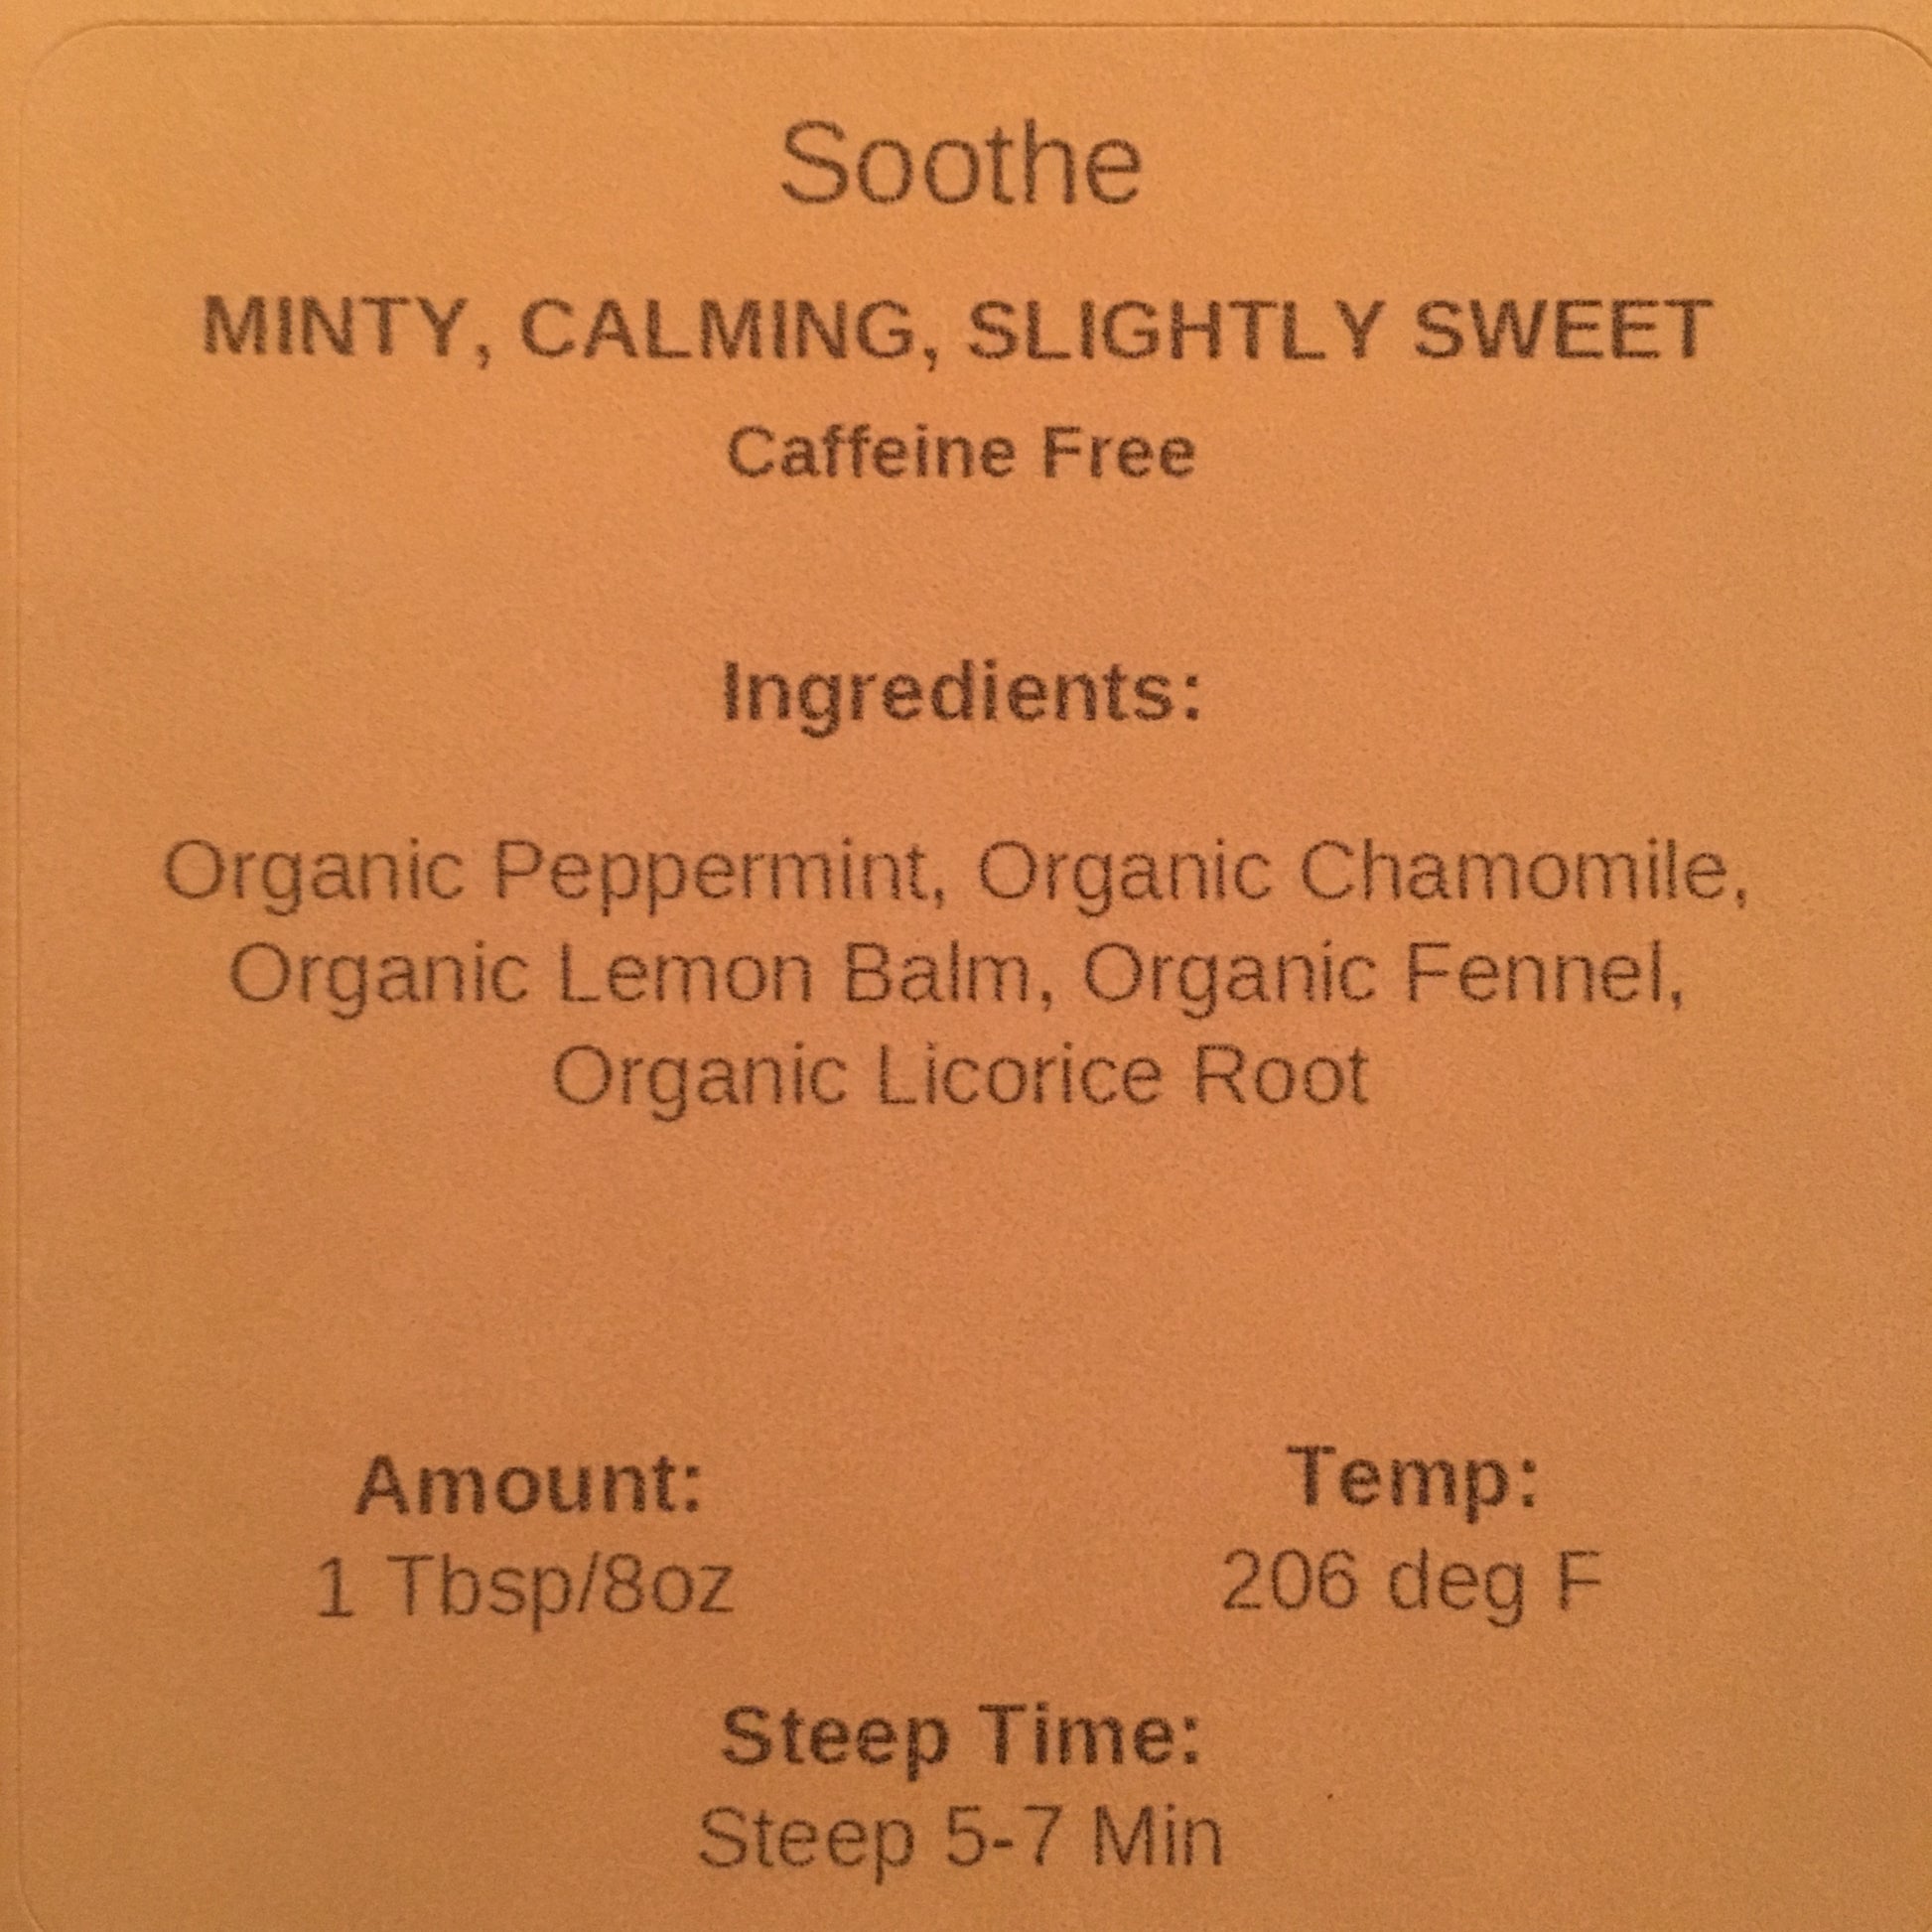 Soothe
MINTY, CALMING, SLIGHTLY SWEET
Caffeine Free
Ingredients:
Organic Peppermint, Organic Chamomile,
Organic Lemon Balm, Organic Fennel,
Organic Licorice Root
Amount:
1 Tbsp/8oz
Temp:
206 deg F
Steep Time:
Steep 5-7 Min